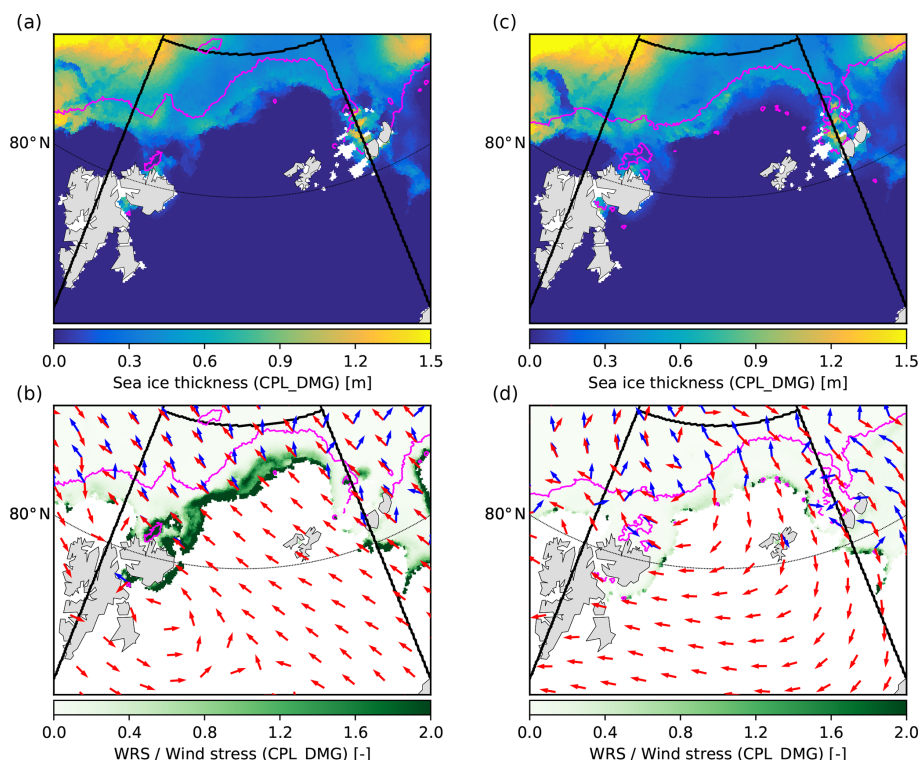 (a)
(c)
80°N
80°N
0.0 0.3 0.6 0.9 1.2 1.5
0.0 0.3 0.6 0.9 1.2 1.5
Sea ice thickness (CPL_DMG) [m]
Sea ice thickness (CPL_DMG) [m]
(b)
(d)
80°N
80°N
0.0 0.4 0.8 1.2 1.6 2.0
0.0 0.4 0.8 1.2 1.6 2.0
WRS / Wind stress (CPL_DMG) [-]
WRS / Wind stress (CPL_DMG) [-]